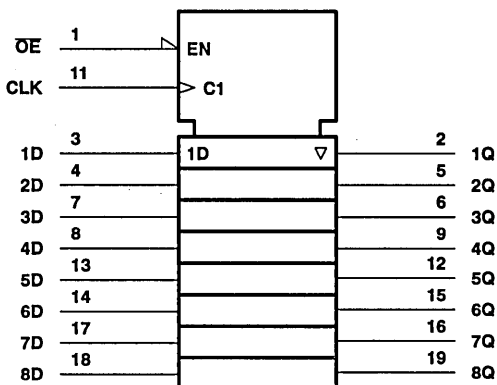 OE 1 EN
CLK 11 C1
1D 3 1D ▽ 2 1Q
2D 4 5 2Q
3D 7 6 3Q
4D 8 9 4Q
5D 13 12 5Q
6D 14 15 6Q
7D 17 16 7Q
8D 18 19 8Q